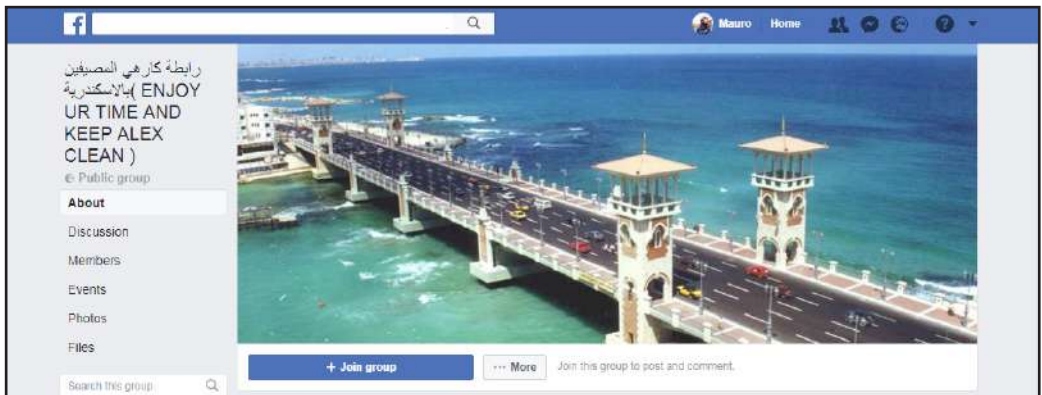 f
Mauro Home
رابطة كارهي المصيفين
بالاسكندرية( ENJOY
UR TIME AND
KEEP ALEX
CLEAN )
Public group
About
Discussion
Members
Events
Photos
Files
Search this group
+ Join group
··· More
Join this group to post and comment.